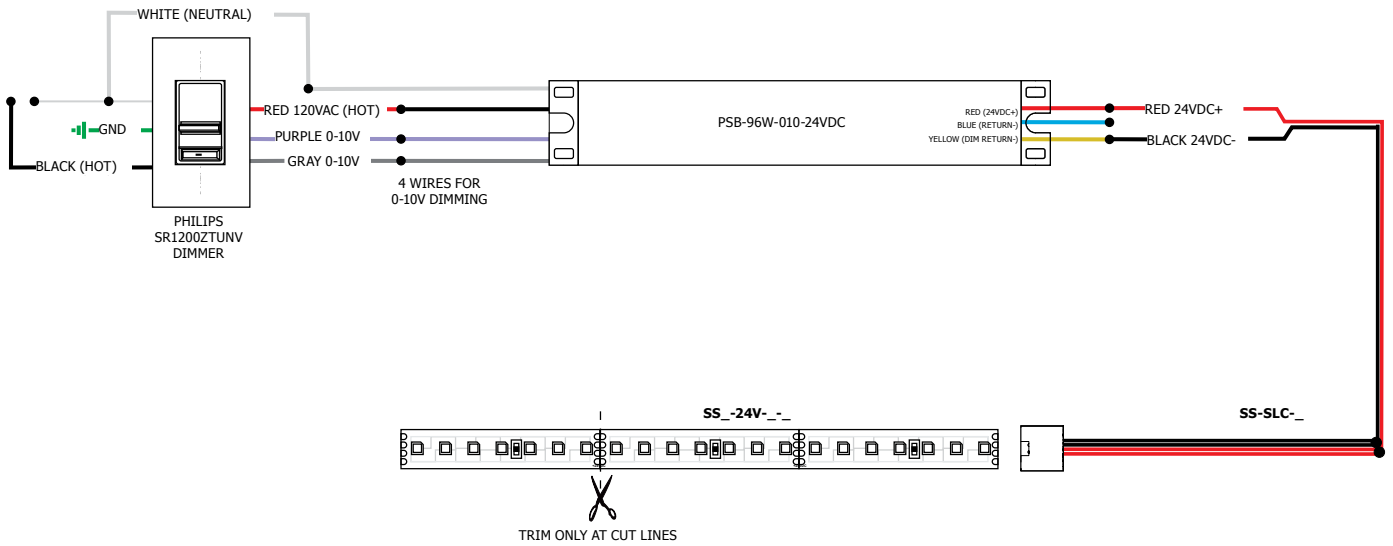 WHITE (NEUTRAL)
GND
BLACK (HOT)
RED 120VAC (HOT)
PURPLE 0-10V
GRAY 0-10V
4 WIRES FOR
0-10V DIMMING
PHILIPS
SR1200ZTUNV
DIMMER
PSB-96W-010-24VDC
RED (24VDC+)
BLUE (RETURN-)
YELLOW (DIM RETURN-)
RED 24VDC+
BLACK 24VDC-
SS_-24V-_-_
SS-SLC-_
TRIM ONLY AT CUT LINES